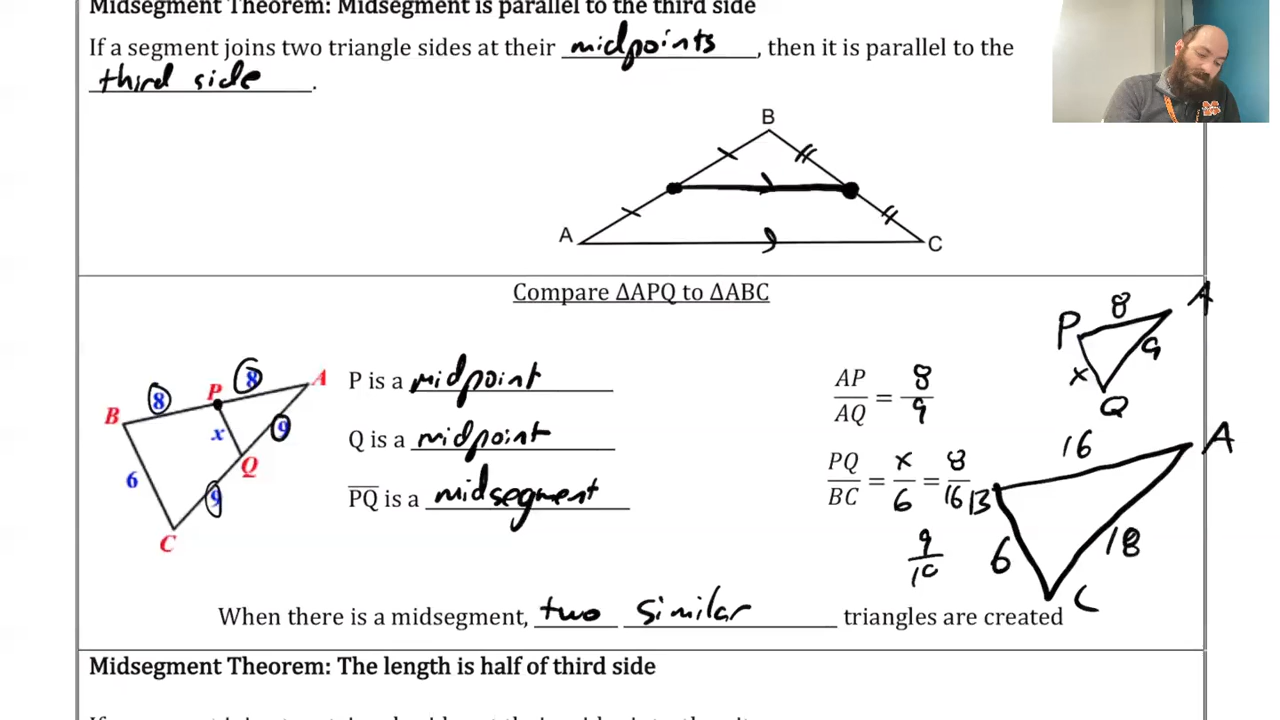 Midsegment Theorem: Midsegment is parallel to the third side
If a segment joins two triangle sides at their midpoints, then it is parallel to the
third side.
B
A
C
Compare ΔAPQ to ΔABC
8 A
P 9
x
Q
8 8 A
B P
x 9
6 Q
9
C
P is a midpoint
Q is a midpoint
PQ is a midsegment
AP/AQ = 8/9
PQ/BC = x/6 = 8/16
9/18
16 A
B
6 18
C
When there is a midsegment, two similar triangles are created
Midsegment Theorem: The length is half of third side